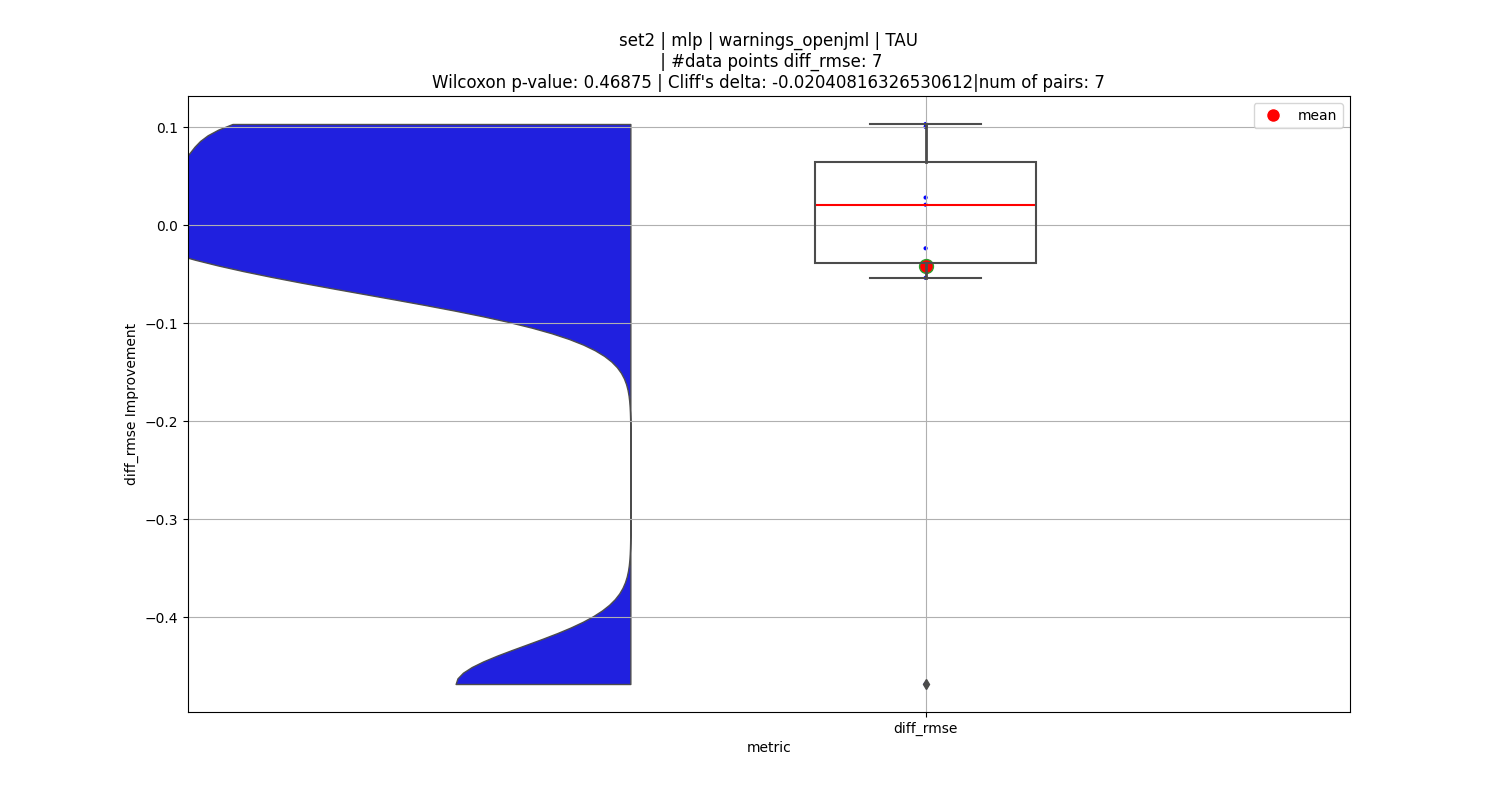 set2 | mlp | warnings_openjml | TAU
| #data points diff_rmse: 7
Wilcoxon p-value: 0.46875 | Cliff's delta: -0.02040816326530612|num of pairs: 7
mean
0.1
0.0
−0.1
−0.2
−0.3
−0.4
diff_rmse Improvement
diff_rmse
metric